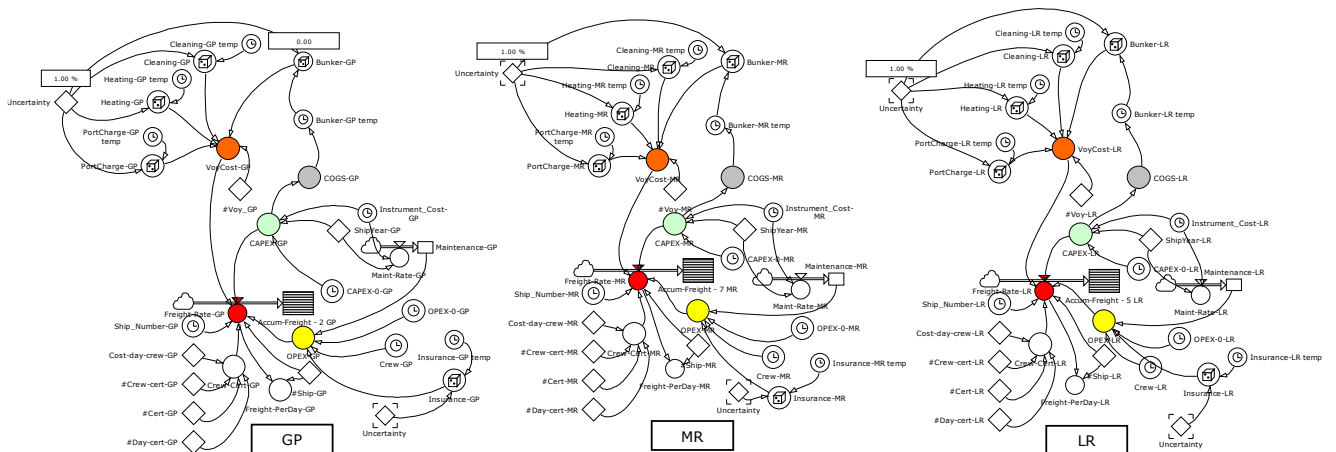 0.00
Cleaning-GP temp
Cleaning-GP
Bunker-GP
1.00 %
Heating-GP temp
Uncertainty
Heating-GP
Bunker-GP temp
PortCharge-GP
temp
PortCharge-GP
VoyCost-GP
COGS-GP
#Voy_GP
Instrument_Cost-
GP
ShipYear-GP
CAPEX-GP
Maintenance-GP
Maint-Rate-GP
CAPEX-0-GP
Freight-Rate-GP
Accum-Freight - 2 GP
OPEX-0-GP
Ship_Number-GP
OPEX-GP
Insurance-GP temp
Cost-day-crew-GP
Crew-GP
Crew-Cert-GP
#Crew-cert-GP
#Ship-GP
Insurance-GP
Freight-PerDay-GP
#Cert-GP
Uncertainty
#Day-cert-GP
GP
1.00 %
Cleaning-MR temp
Uncertainty
Cleaning-MR
Bunker-MR
Heating-MR temp
Heating-MR
Bunker-MR temp
PortCharge-MR
temp
PortCharge-MR
VoyCost-MR
COGS-MR
#Voy-MR
Instrument_Cost-
MR
ShipYear-MR
CAPEX-MR
CAPEX-0-MR
Maintenance-MR
Freight-Rate-MR
Accum-Freight - 7 MR
Maint-Rate-MR
Ship_Number-MR
Cost-day-crew-MR
OPEX-MR
OPEX-0-MR
Crew-Cert-MR
#Crew-cert-MR
#Ship-MR
Insurance-MR temp
Crew-MR
#Cert-MR
Freight-PerDay-MR
Uncertainty
Insurance-MR
#Day-cert-MR
MR
Cleaning-LR temp
Bunker-LR
1.00 %
Cleaning-LR
Heating-LR temp
Uncertainty
Heating-LR
Bunker-LR temp
PortCharge-LR temp
VoyCost-LR
PortCharge-LR
COGS-LR
#Voy-LR
Instrument_Cost-LR
ShipYear-LR
CAPEX-LR
CAPEX-0-LR
Maintenance-LR
Freight-Rate-LR
Accum-Freight - 5 LR
Maint-Rate-LR
Ship_Number-LR
Cost-day-crew-LR
OPEX-LR
OPEX-0-LR
Insurance-LR temp
Crew-Cert-LR
#Crew-cert-LR
#Ship-LR
Crew-LR
Insurance-LR
#Cert-LR
Freight-PerDay-LR
#Day-cert-LR
Uncertainty
LR